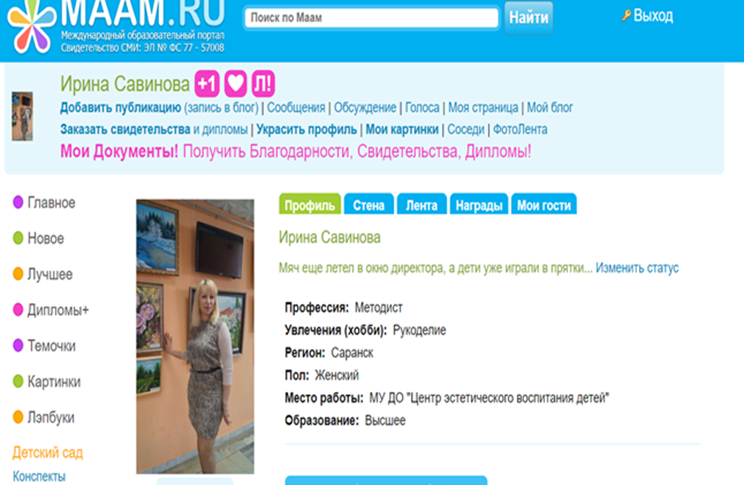 MAAM.RU
Международный образовательный портал
Свидетельство СМИ: ЭЛ № ФС 77 - 57008
Поиск по Маам
Найти
Выход
Ирина Савинова +1 Л!
Добавить публикацию (запись в блог) | Сообщения | Обсуждение | Голоса | Моя страница | Мой блог
Заказать свидетельства и дипломы | Украсить профиль | Мои картинки | Соседи | ФотоЛента
Мои Документы! Получить Благодарности, Свидетельства, Дипломы!
Главное
Новое
Лучшее
Дипломы+
Темочки
Картинки
Лэпбуки
Детский сад
Конспекты
Профиль Стена Лента Награды Мои гости
Ирина Савинова
Мяч еще летел в окно директора, а дети уже играли в прятки... Изменить статус
Профессия: Методист
Увлечения (хобби): Рукоделие
Регион: Саранск
Пол: Женский
Место работы: МУ ДО "Центр эстетического воспитания детей"
Образование: Высшее